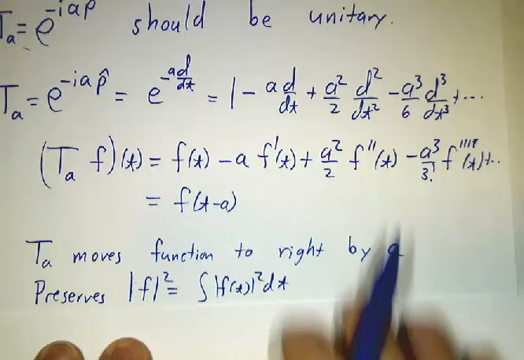 Tₐ = e^{-iap̂} should be unitary.
Tₐ = e^{-iap̂} = e^{-a d/dx} = 1 - a d/dx + a²/2 d²/dx² - a³/6 d³/dx³ + ...
(Tₐ f)(x) = f(x) - a f'(x) + a²/2 f''(x) - a³/3! f''''(x) + ...
= f(x-a)
Tₐ moves function to right by a
Preserves |f|² = ∫|f(x)|² dx